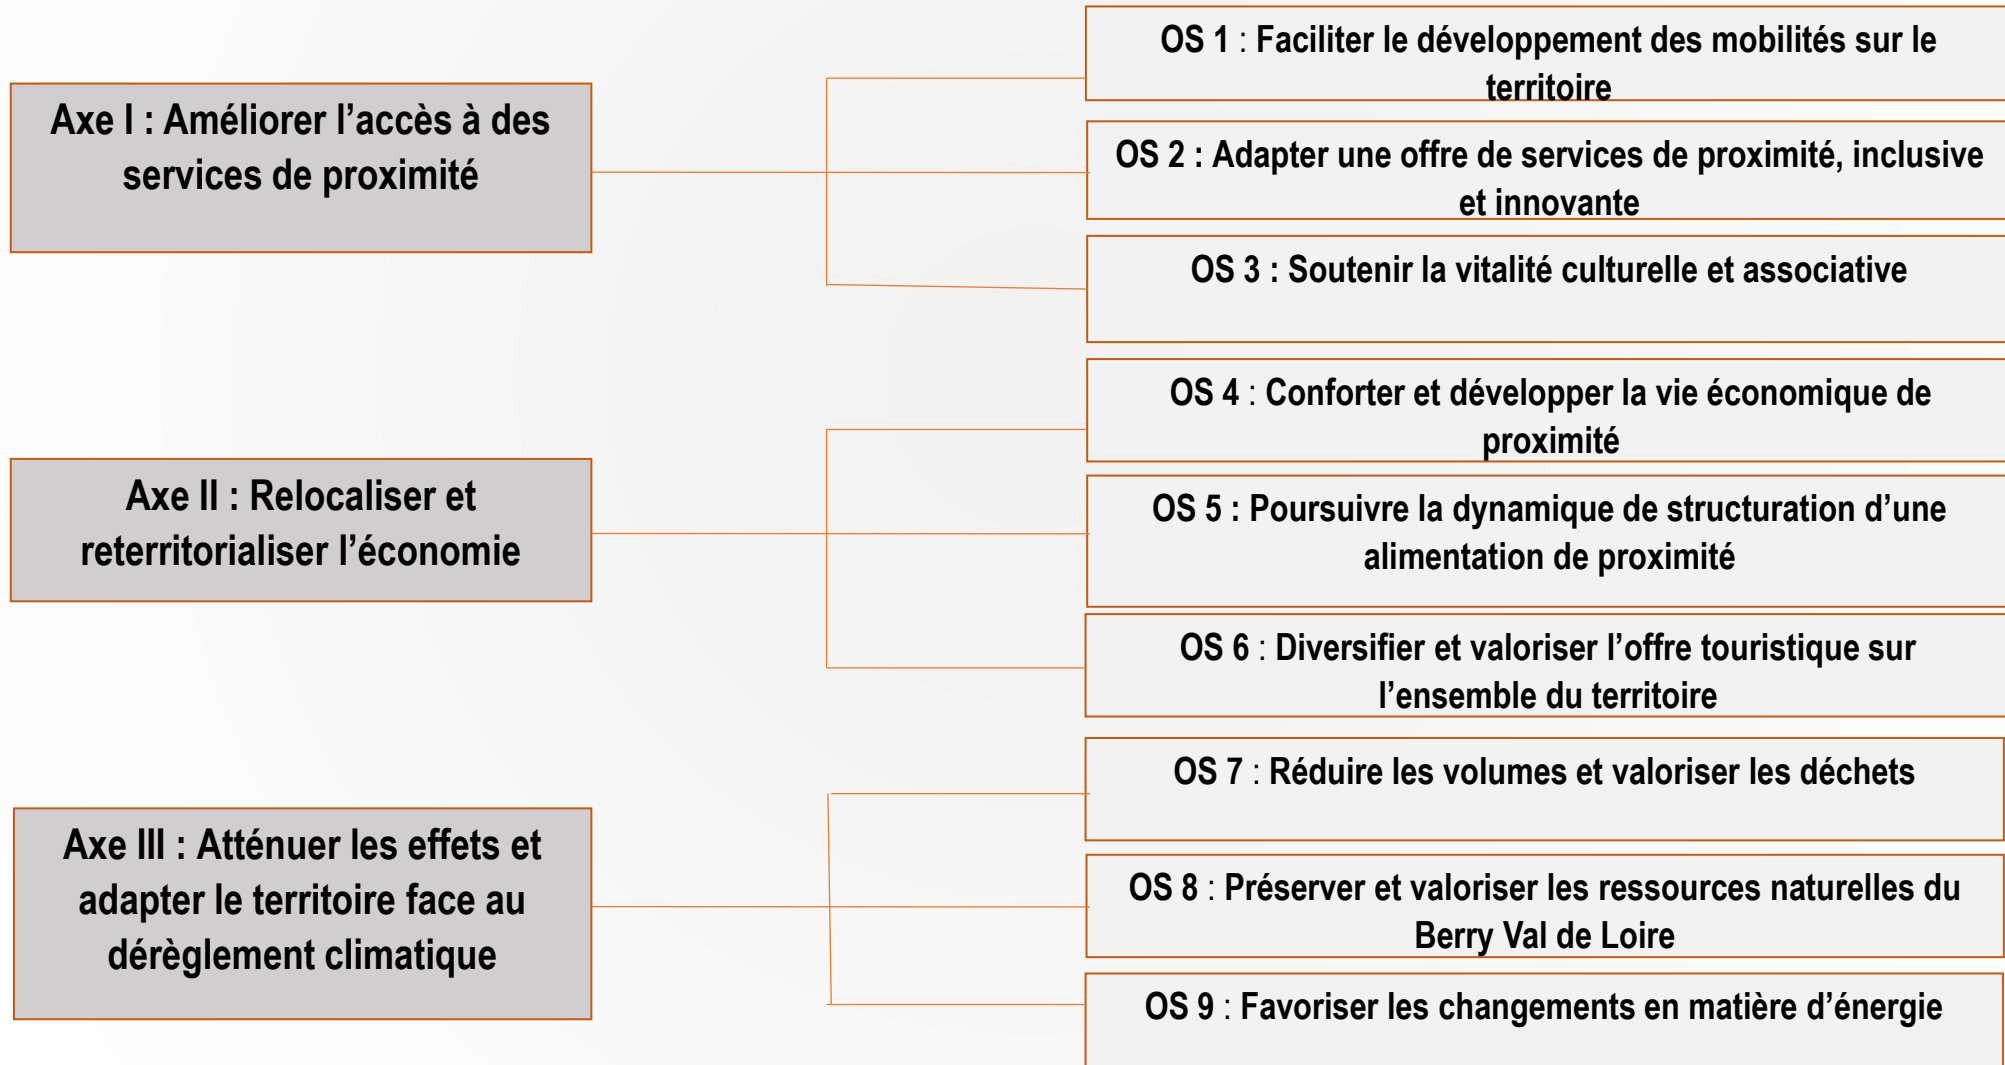 Axe I : Améliorer l’accès à des
services de proximité
OS 1 : Faciliter le développement des mobilités sur le
territoire
OS 2 : Adapter une offre de services de proximité, inclusive
et innovante
OS 3 : Soutenir la vitalité culturelle et associative
Axe II : Relocaliser et
reterritorialiser l’économie
OS 4 : Conforter et développer la vie économique de
proximité
OS 5 : Poursuivre la dynamique de structuration d’une
alimentation de proximité
OS 6 : Diversifier et valoriser l’offre touristique sur
l’ensemble du territoire
Axe III : Atténuer les effets et
adapter le territoire face au
dérèglement climatique
OS 7 : Réduire les volumes et valoriser les déchets
OS 8 : Préserver et valoriser les ressources naturelles du
Berry Val de Loire
OS 9 : Favoriser les changements en matière d’énergie